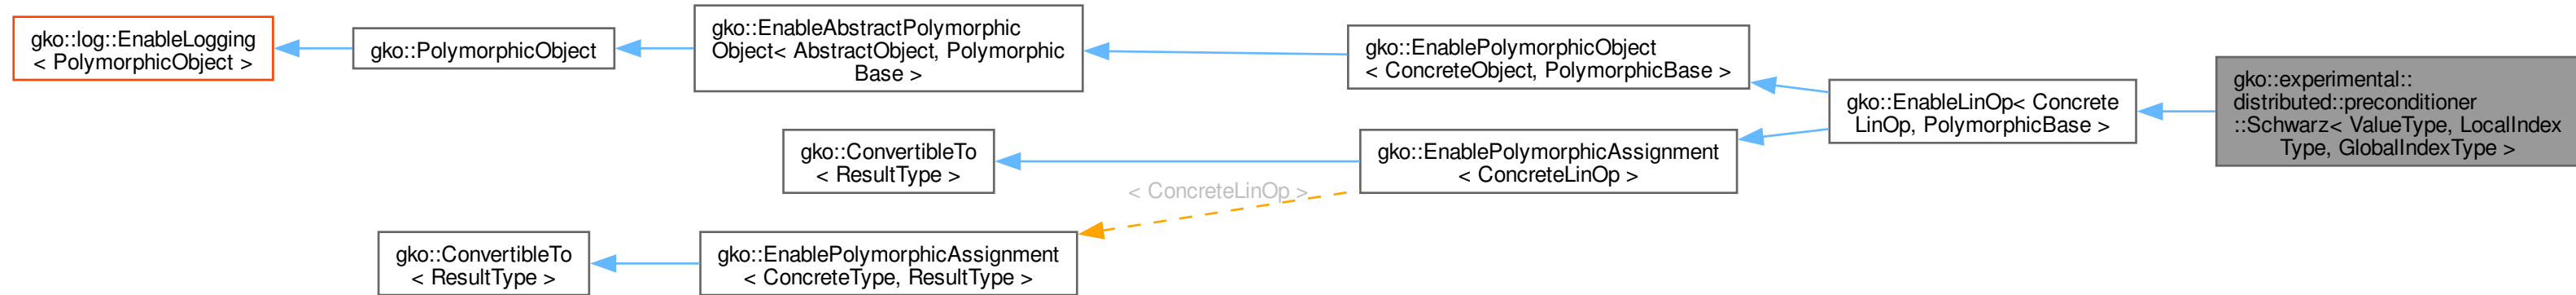 gko::log::EnableLogging
< PolymorphicObject >
gko::PolymorphicObject
gko::EnableAbstractPolymorphic
Object< AbstractObject, Polymorphic
Base >
gko::EnablePolymorphicObject
< ConcreteObject, PolymorphicBase >
gko::EnableLinOp< Concrete
LinOp, PolymorphicBase >
gko::experimental::
distributed::preconditioner
::Schwarz< ValueType, LocalIndex
Type, GlobalIndexType >
gko::ConvertibleTo
< ResultType >
gko::EnablePolymorphicAssignment
< ConcreteLinOp >
< ConcreteLinOp >
gko::ConvertibleTo
< ResultType >
gko::EnablePolymorphicAssignment
< ConcreteType, ResultType >